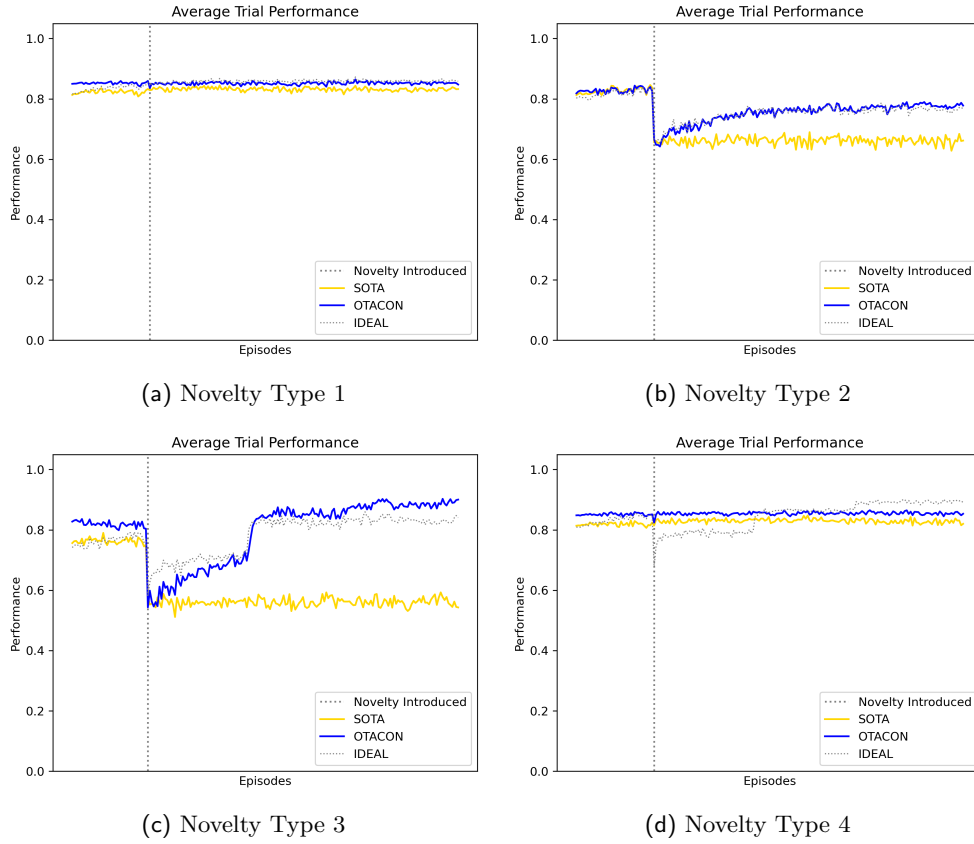 Average Trial Performance
1.0
0.8
0.6
0.4
0.2
0.0
Performance
Episodes
Novelty Introduced
SOTA
OTACON
IDEAL
(a) Novelty Type 1
Average Trial Performance
1.0
0.8
0.6
0.4
0.2
0.0
Performance
Episodes
Novelty Introduced
SOTA
OTACON
IDEAL
(b) Novelty Type 2
Average Trial Performance
1.0
0.8
0.6
0.4
0.2
0.0
Performance
Episodes
Novelty Introduced
SOTA
OTACON
IDEAL
(c) Novelty Type 3
Average Trial Performance
1.0
0.8
0.6
0.4
0.2
0.0
Performance
Episodes
Novelty Introduced
SOTA
OTACON
IDEAL
(d) Novelty Type 4